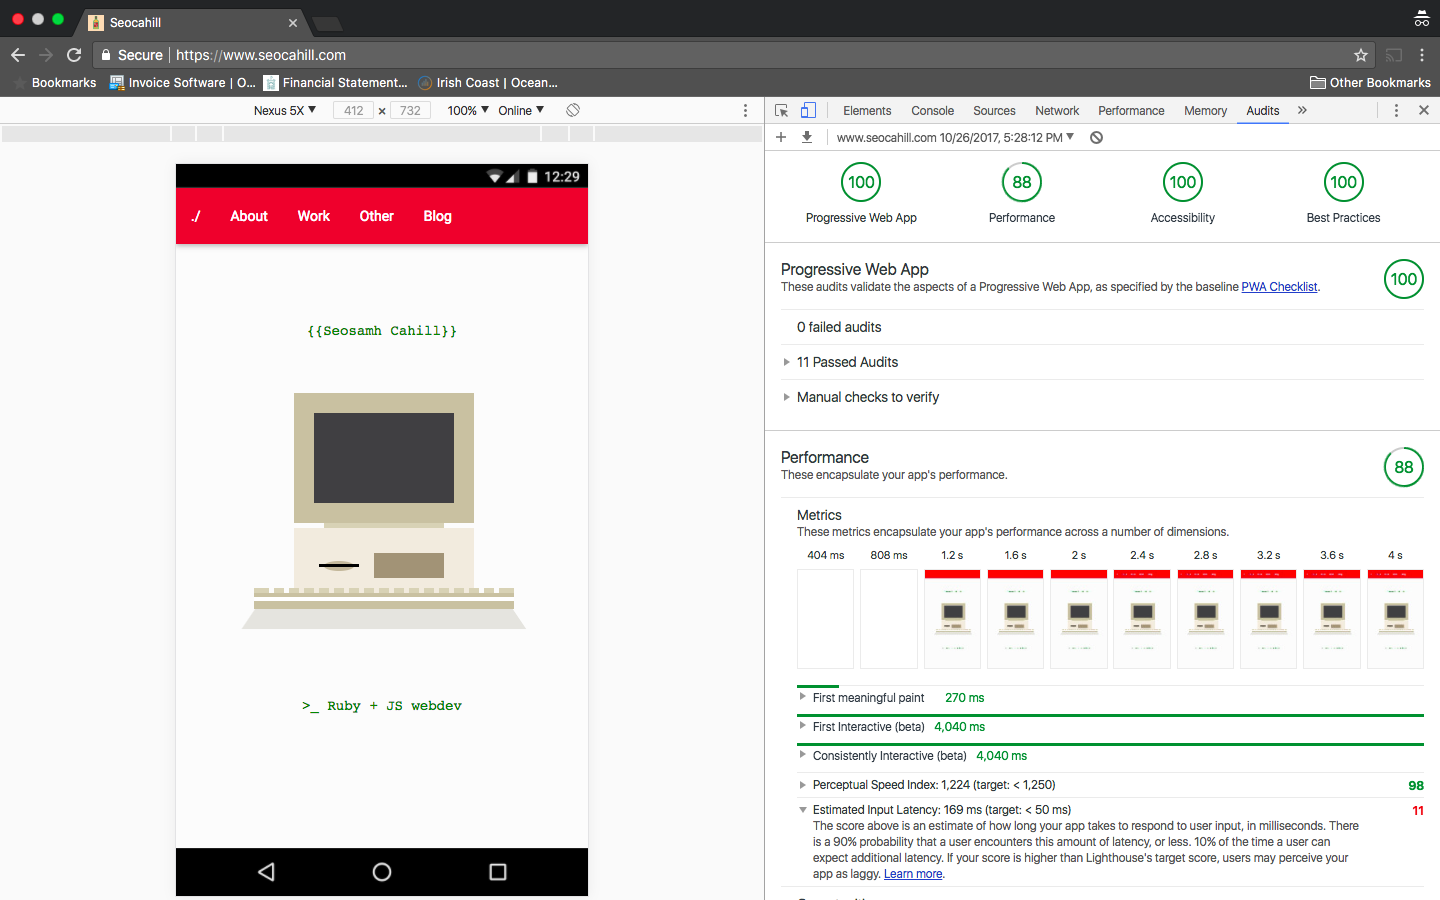 Seocahill
Secure https://www.seocahill.com
Bookmarks Invoice Software | O... Financial Statement... Irish Coast | Ocean... Other Bookmarks
Nexus 5X 412 × 732 100% Online
12:29
./ About Work Other Blog
{{Seosamh Cahill}}
>_ Ruby + JS webdev
Elements Console Sources Network Performance Memory Audits »
www.seocahill.com 10/26/2017, 5:28:12 PM
100 88 100 100
Progressive Web App Performance Accessibility Best Practices
Progressive Web App 100
These audits validate the aspects of a Progressive Web App, as specified by the baseline PWA Checklist.
0 failed audits
11 Passed Audits
Manual checks to verify
Performance 88
These encapsulate your app's performance.
Metrics
These metrics encapsulate your app's performance across a number of dimensions.
404 ms 808 ms 1.2 s 1.6 s 2 s 2.4 s 2.8 s 3.2 s 3.6 s 4 s
First meaningful paint 270 ms
First Interactive (beta) 4,040 ms
Consistently Interactive (beta) 4,040 ms
Perceptual Speed Index: 1,224 (target: < 1,250) 98
Estimated Input Latency: 169 ms (target: < 50 ms) 11
The score above is an estimate of how long your app takes to respond to user input, in milliseconds. There
is a 90% probability that a user encounters this amount of latency, or less. 10% of the time a user can
expect additional latency. If your score is higher than Lighthouse's target score, users may perceive your
app as laggy. Learn more.